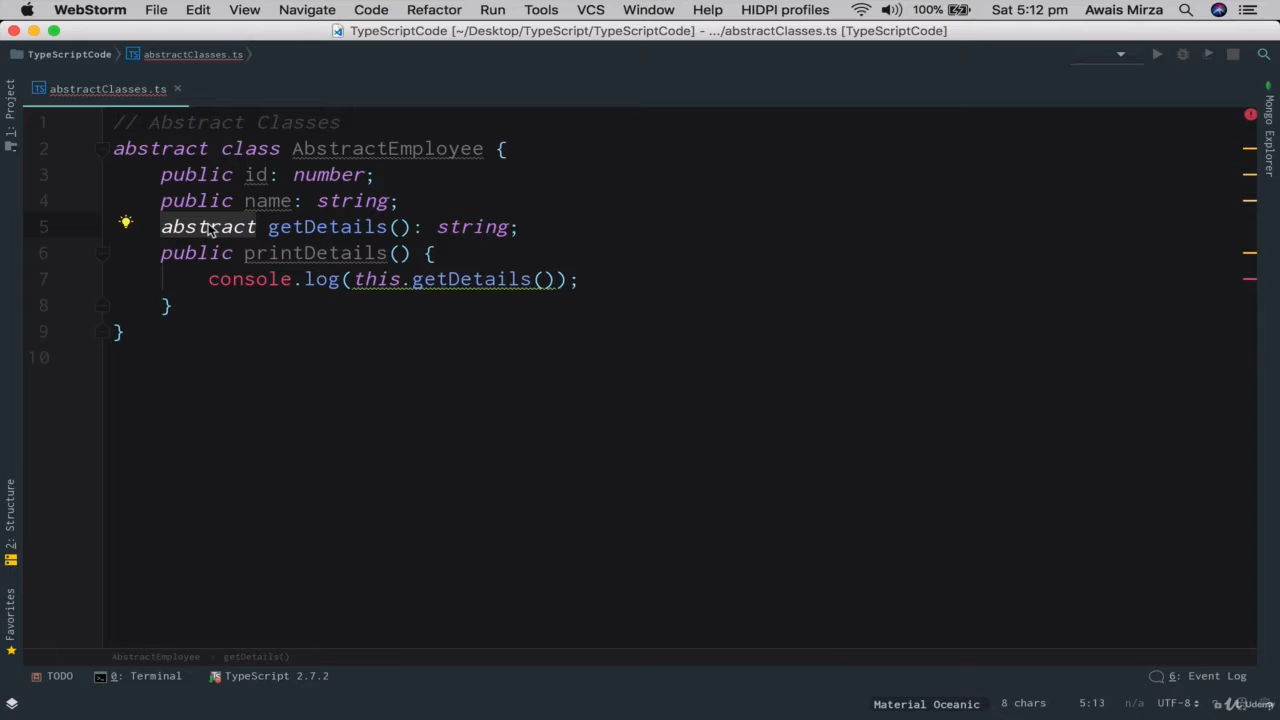 WebStorm File Edit View Navigate Code Refactor Run Tools VCS Window Help HIDPI profiles 100% Sat 5:12 pm Awais Mirza
TypeScriptCode [~/Desktop/TypeScript/TypeScriptCode] - .../abstractClasses.ts [TypeScriptCode]
TypeScriptCode abstractClasses.ts
abstractClasses.ts
1: Project
Mongo Explorer
1 // Abstract Classes
2 abstract class AbstractEmployee {
3 public id: number;
4 public name: string;
5 abstract getDetails(): string;
6 public printDetails() {
7 console.log(this.getDetails());
8 }
9 }
10
2: Structure
Favorites
AbstractEmployee › getDetails()
TODO 0: Terminal TypeScript 2.7.2 6: Event Log
Material Oceanic 8 chars 5:13 n/a UTF-8
Udemy